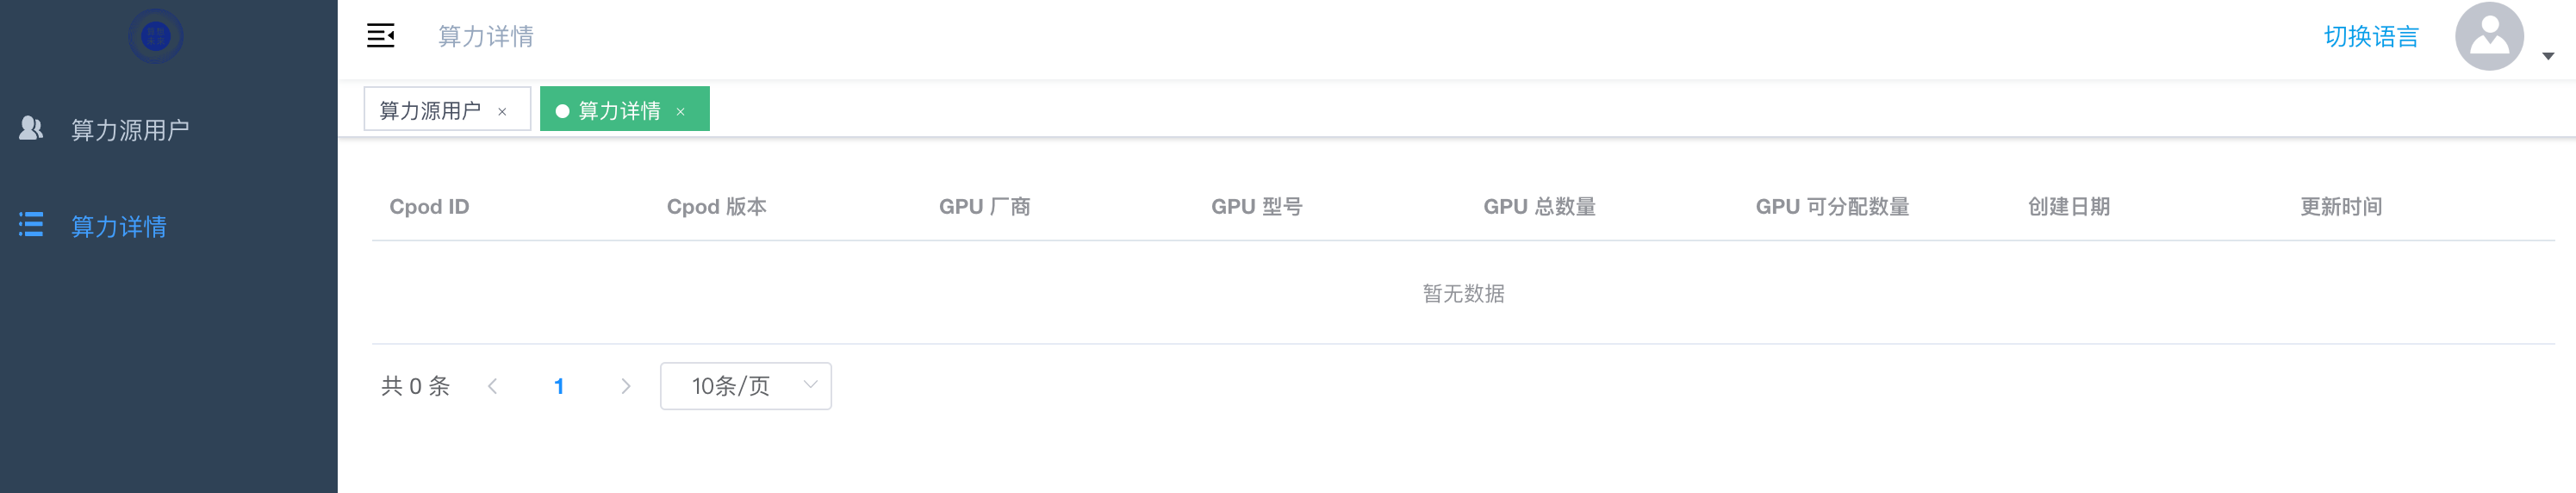 算力详情
切换语言
算力源用户
算力详情
算力源用户 ×
算力详情 ×
Cpod ID Cpod 版本 GPU 厂商 GPU 型号 GPU 总数量 GPU 可分配数量 创建日期 更新时间
暂无数据
共 0 条 < 1 > 10条/页